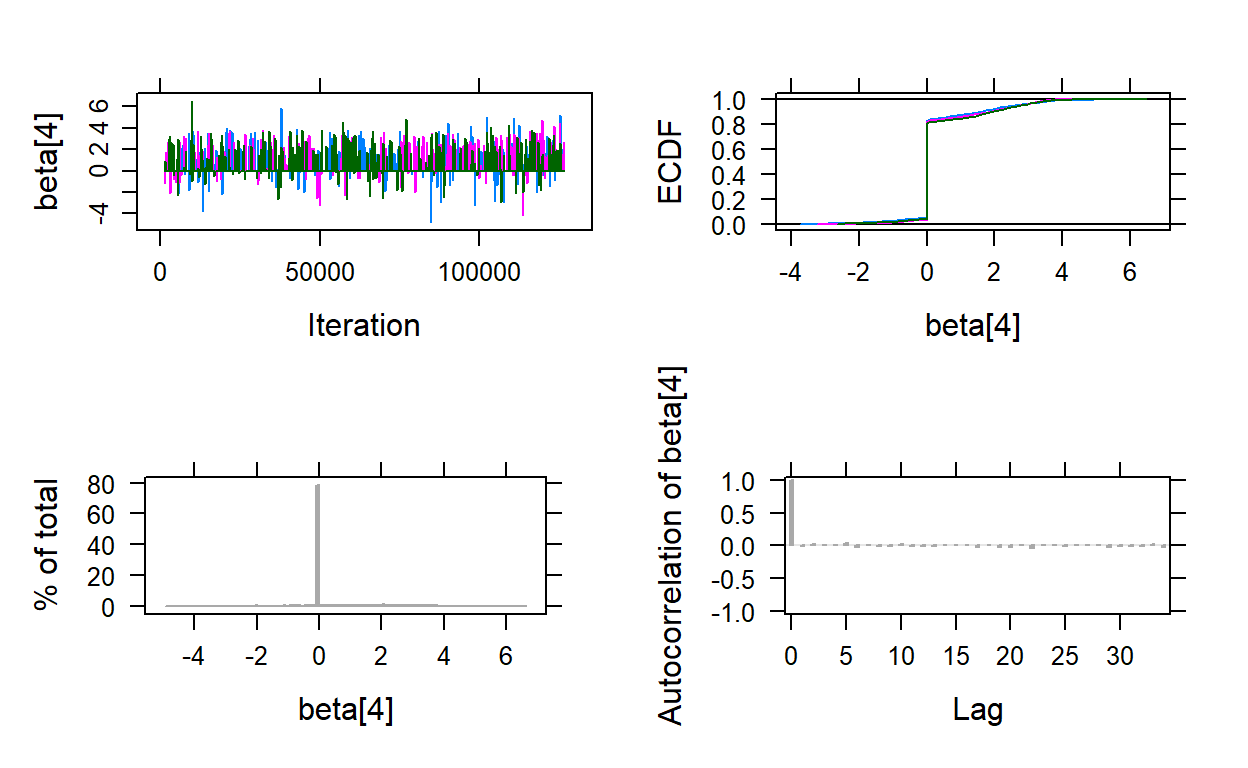 beta[4]
6
4
2
0
-4
0 50000 100000
Iteration
ECDF
1.0
0.8
0.6
0.4
0.2
0.0
-4 -2 0 2 4 6
beta[4]
% of total
80
60
40
20
0
-4 -2 0 2 4 6
beta[4]
Autocorrelation of beta[4]
1.0
0.5
0.0
-0.5
-1.0
0 5 10 15 20 25 30
Lag